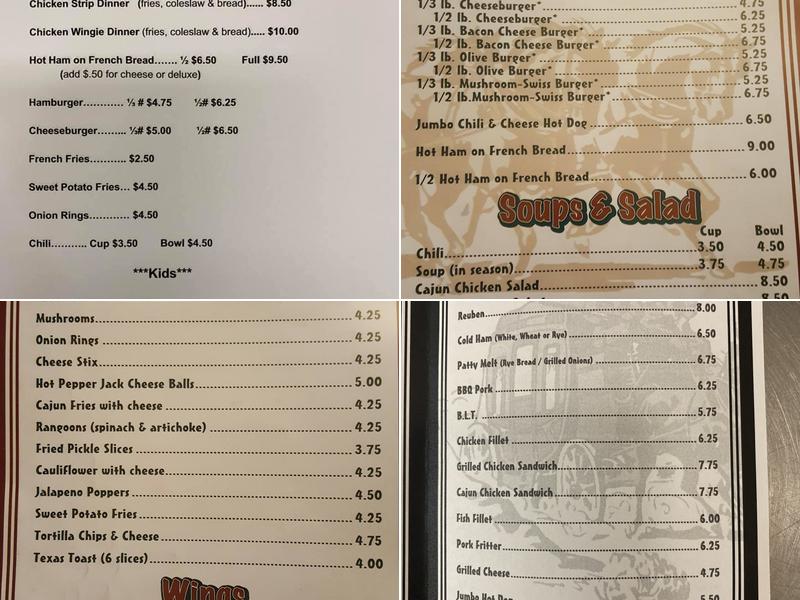 Chicken Strip Dinner (fries, coleslaw & bread)...... $8.50
Chicken Wingie Dinner (fries, coleslaw & bread)..... $10.00
Hot Ham on French Bread....... ½ $6.50 Full $9.50
(add $.50 for cheese or deluxe)
Hamburger............ ⅓ # $4.75 ½# $6.25
Cheeseburger......... ⅓# $5.00 ½# $6.50
French Fries.......... $2.50
Sweet Potato Fries... $4.50
Onion Rings............ $4.50
Chili........... Cup $3.50 Bowl $4.50
***Kids***
1/3 lb. Cheeseburger* 4.75
1/2 lb. Cheeseburger* 6.25
1/3 lb. Bacon Cheese Burger* 5.25
1/2 lb. Bacon Cheese Burger* 6.75
1/3 lb. Olive Burger* 5.25
1/2 lb. Olive Burger* 6.75
1/3 lb. Mushroom-Swiss Burger* 5.25
1/2 lb.Mushroom-Swiss Burger* 6.75
Jumbo Chili & Cheese Hot Dog 6.50
Hot Ham on French Bread 9.00
1/2 Hot Ham on French Bread 6.00
Soups & Salad
Cup Bowl
Chili 3.50 4.50
Soup (in season) 3.75 4.75
Cajun Chicken Salad 8.50
8.50
Mushrooms 4.25
Onion Rings 4.25
Cheese Stix 4.25
Hot Pepper Jack Cheese Balls 5.00
Cajun Fries with cheese 4.25
Rangoons (spinach & artichoke) 4.25
Fried Pickle Slices 3.75
Cauliflower with cheese 4.25
Jalapeno Poppers 4.50
Sweet Potato Fries 4.25
Tortilla Chips & Cheese 4.75
Texas Toast (6 slices) 4.00
Wings
Reuben 8.00
Cold Ham (White, Wheat or Rye) 6.50
Patty Melt (Rye Bread / Grilled Onions) 6.75
BBQ Pork 6.25
B.L.T. 5.75
Chicken Fillet 6.25
Grilled Chicken Sandwich 7.75
Cajun Chicken Sandwich 7.75
Fish Fillet 6.00
Pork Fritter 6.25
Grilled Cheese 4.75
Jumbo Hot Dog 5.50